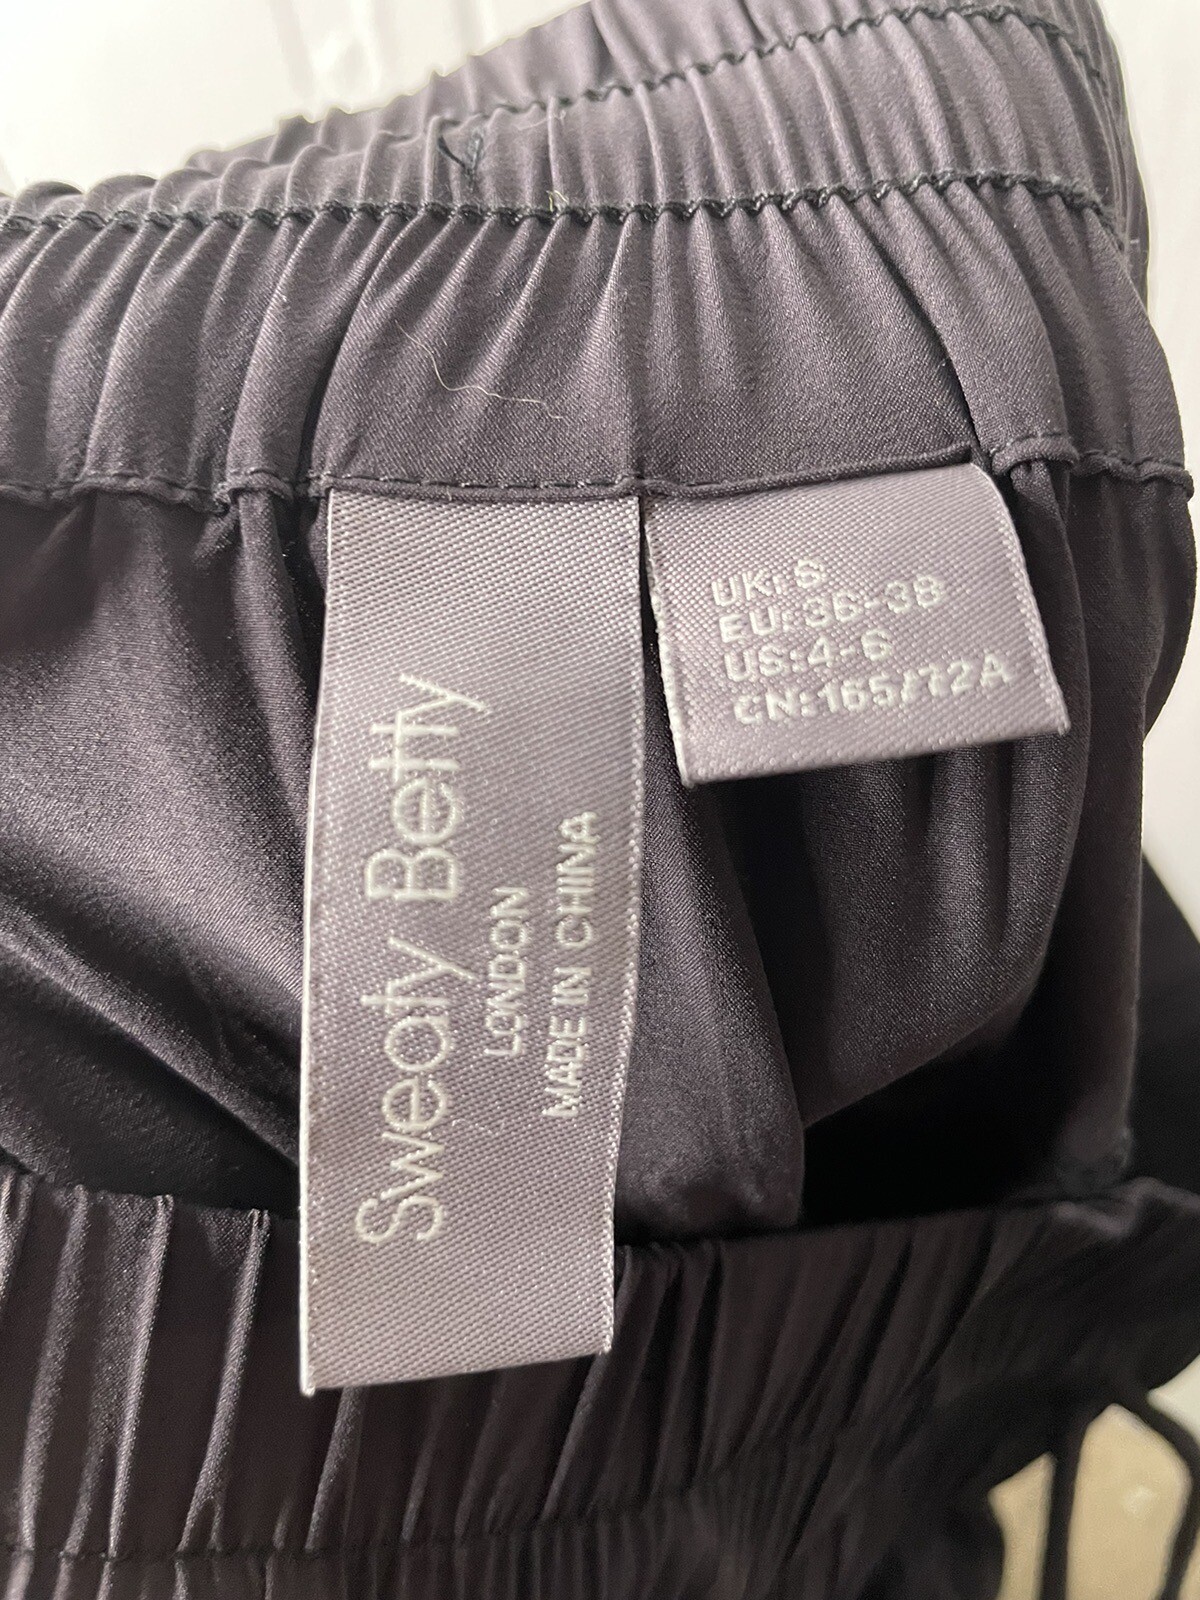 Sweaty Betty
LONDON
MADE IN CHINA
UK: S
EU: 36-38
US: 4-6
CN: 165/72A